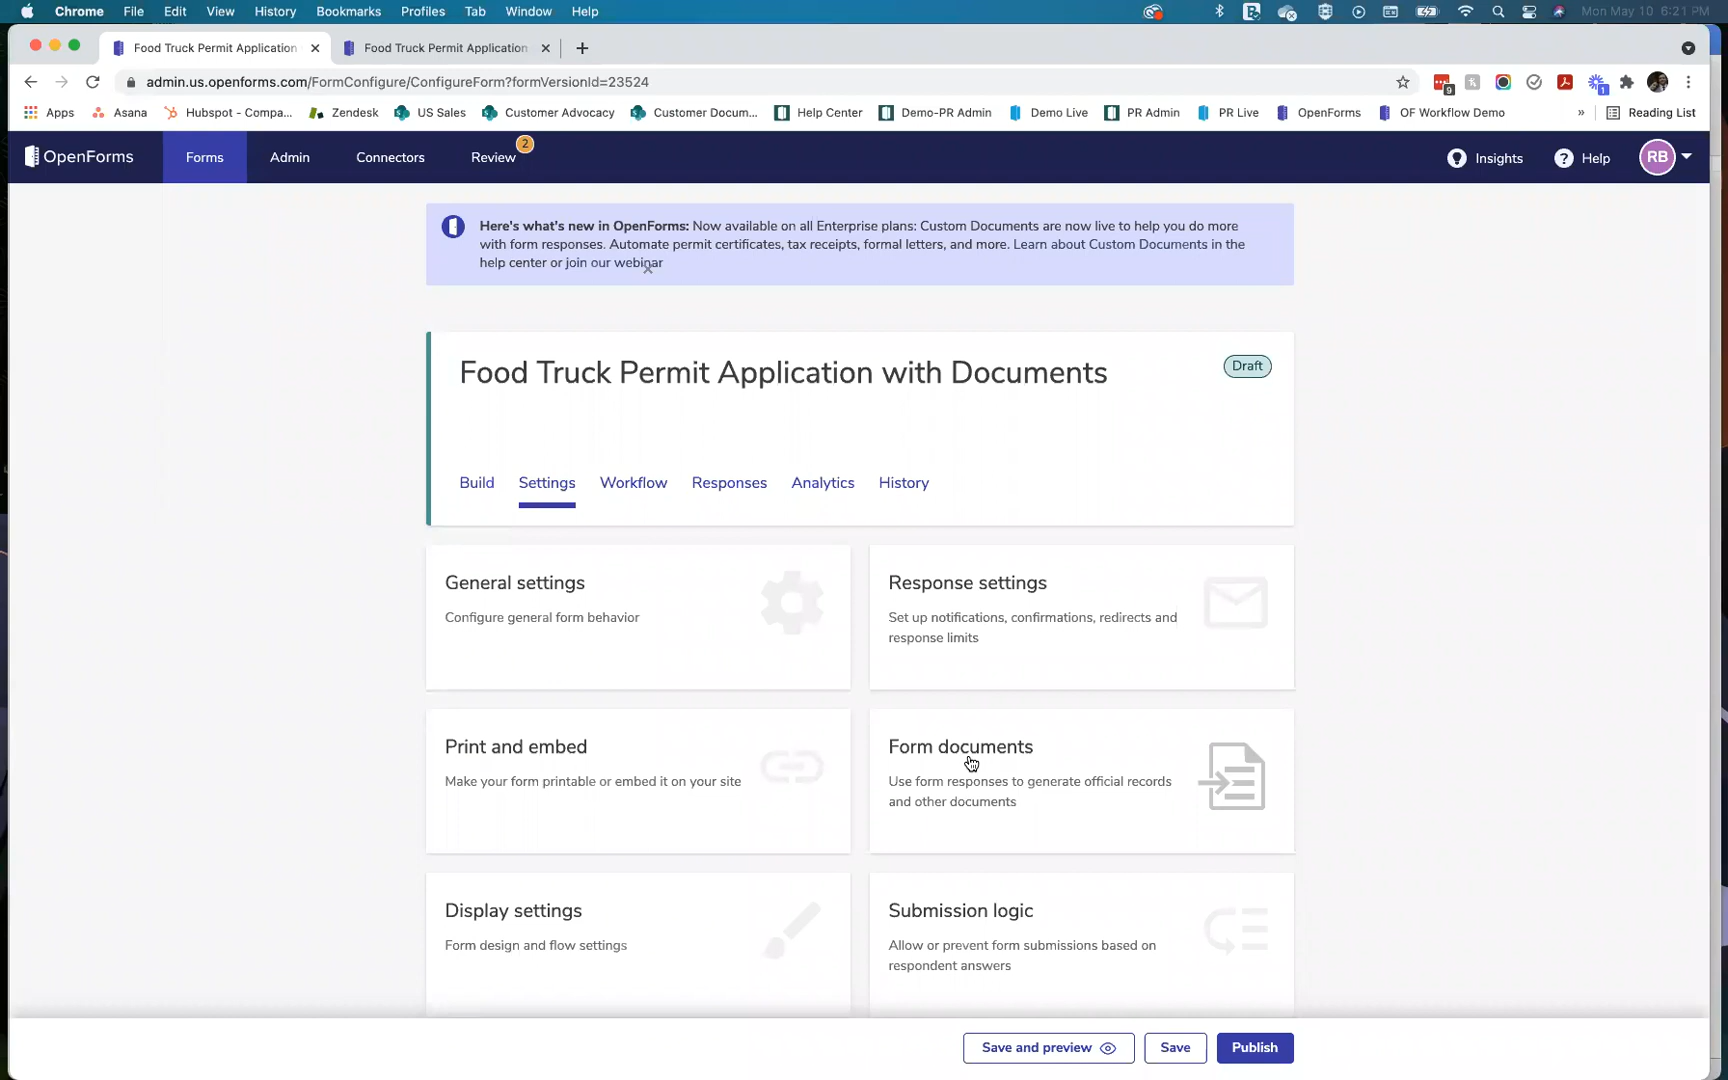 Chrome File Edit View History Bookmarks Profiles Tab Window Help Mon May 10 6:21 PM
Food Truck Permit Application Food Truck Permit Application
admin.us.openforms.com/FormConfigure/ConfigureForm?formVersionId=23524
9 1
Apps Asana Hubspot - Compa... Zendesk US Sales Customer Advocacy Customer Docum... Help Center Demo-PR Admin Demo Live PR Admin PR Live OpenForms OF Workflow Demo » Reading List
OpenForms Forms Admin Connectors Review 2 Insights ? Help RB
Here's what's new in OpenForms: Now available on all Enterprise plans: Custom Documents are now live to help you do more
with form responses. Automate permit certificates, tax receipts, formal letters, and more. Learn about Custom Documents in the
help center or join our webinar
Food Truck Permit Application with Documents
Draft
Build Settings Workflow Responses Analytics History
General settings
Configure general form behavior
Response settings
Set up notifications, confirmations, redirects and
response limits
Print and embed
Make your form printable or embed it on your site
Form documents
Use form responses to generate official records
and other documents
Display settings
Form design and flow settings
Submission logic
Allow or prevent form submissions based on
respondent answers
Save and preview Save Publish